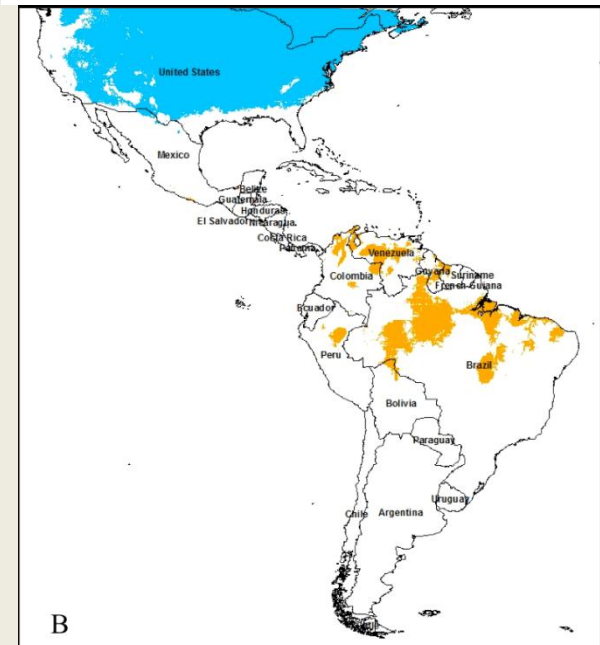 United States
Mexico
Belize
Guatemala
Honduras
El Salvador
Nicaragua
Costa Rica
Panama
Venezuela
Guyana
Suriname
French Guiana
Colombia
Ecuador
Peru
Brazil
Bolivia
Paraguay
Uruguay
Chile
Argentina
B